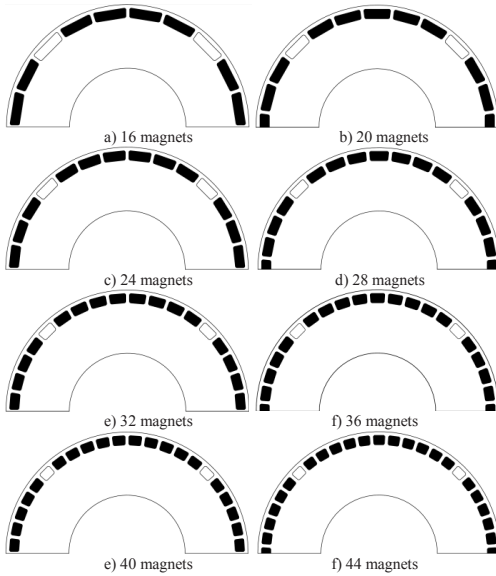 a) 16 magnets
b) 20 magnets
c) 24 magnets
d) 28 magnets
e) 32 magnets
f) 36 magnets
e) 40 magnets
f) 44 magnets